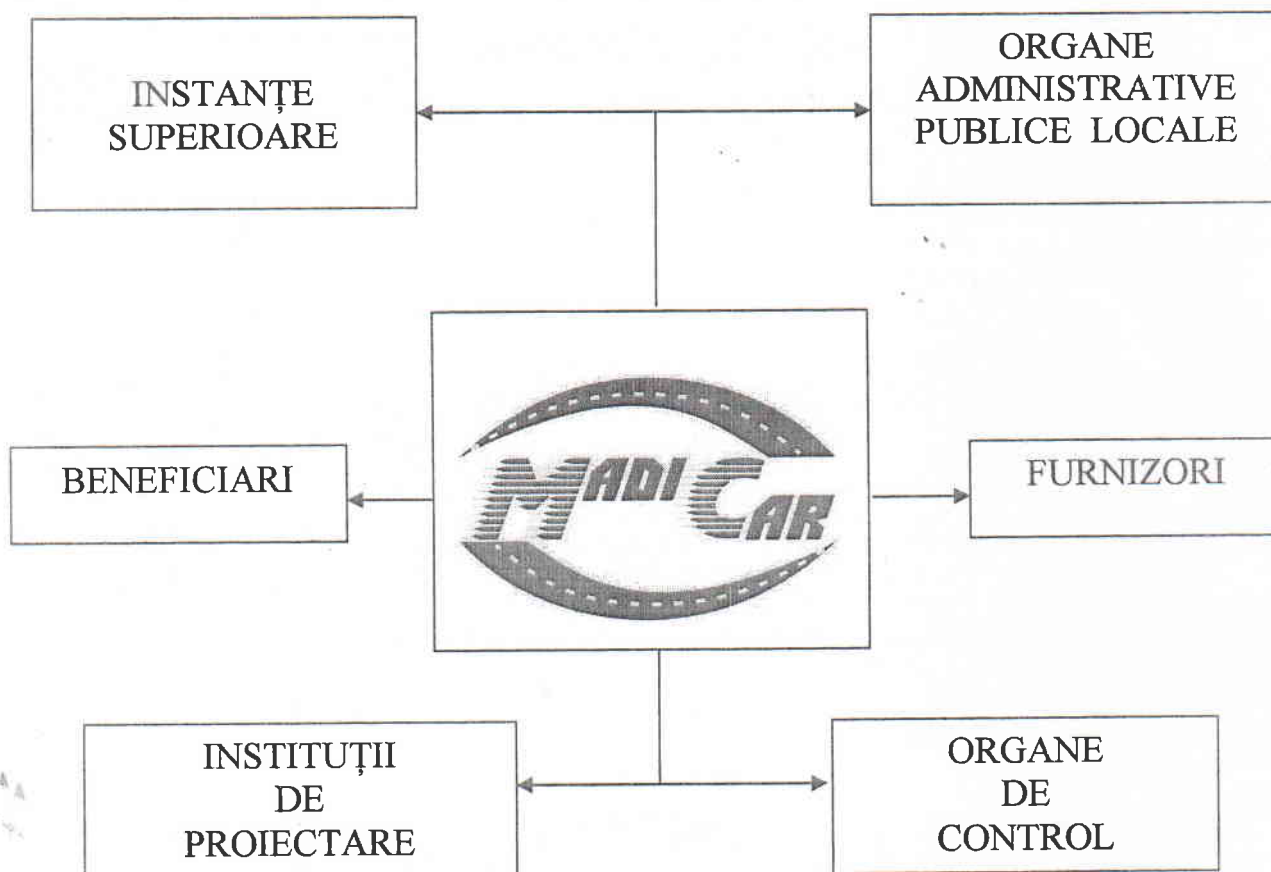 INSTANȚE
SUPERIOARE
ORGANE
ADMINISTRATIVE
PUBLICE LOCALE
BENEFICIARI
MADI CAR
FURNIZORI
INSTITUȚII
DE
PROIECTARE
ORGANE
DE
CONTROL